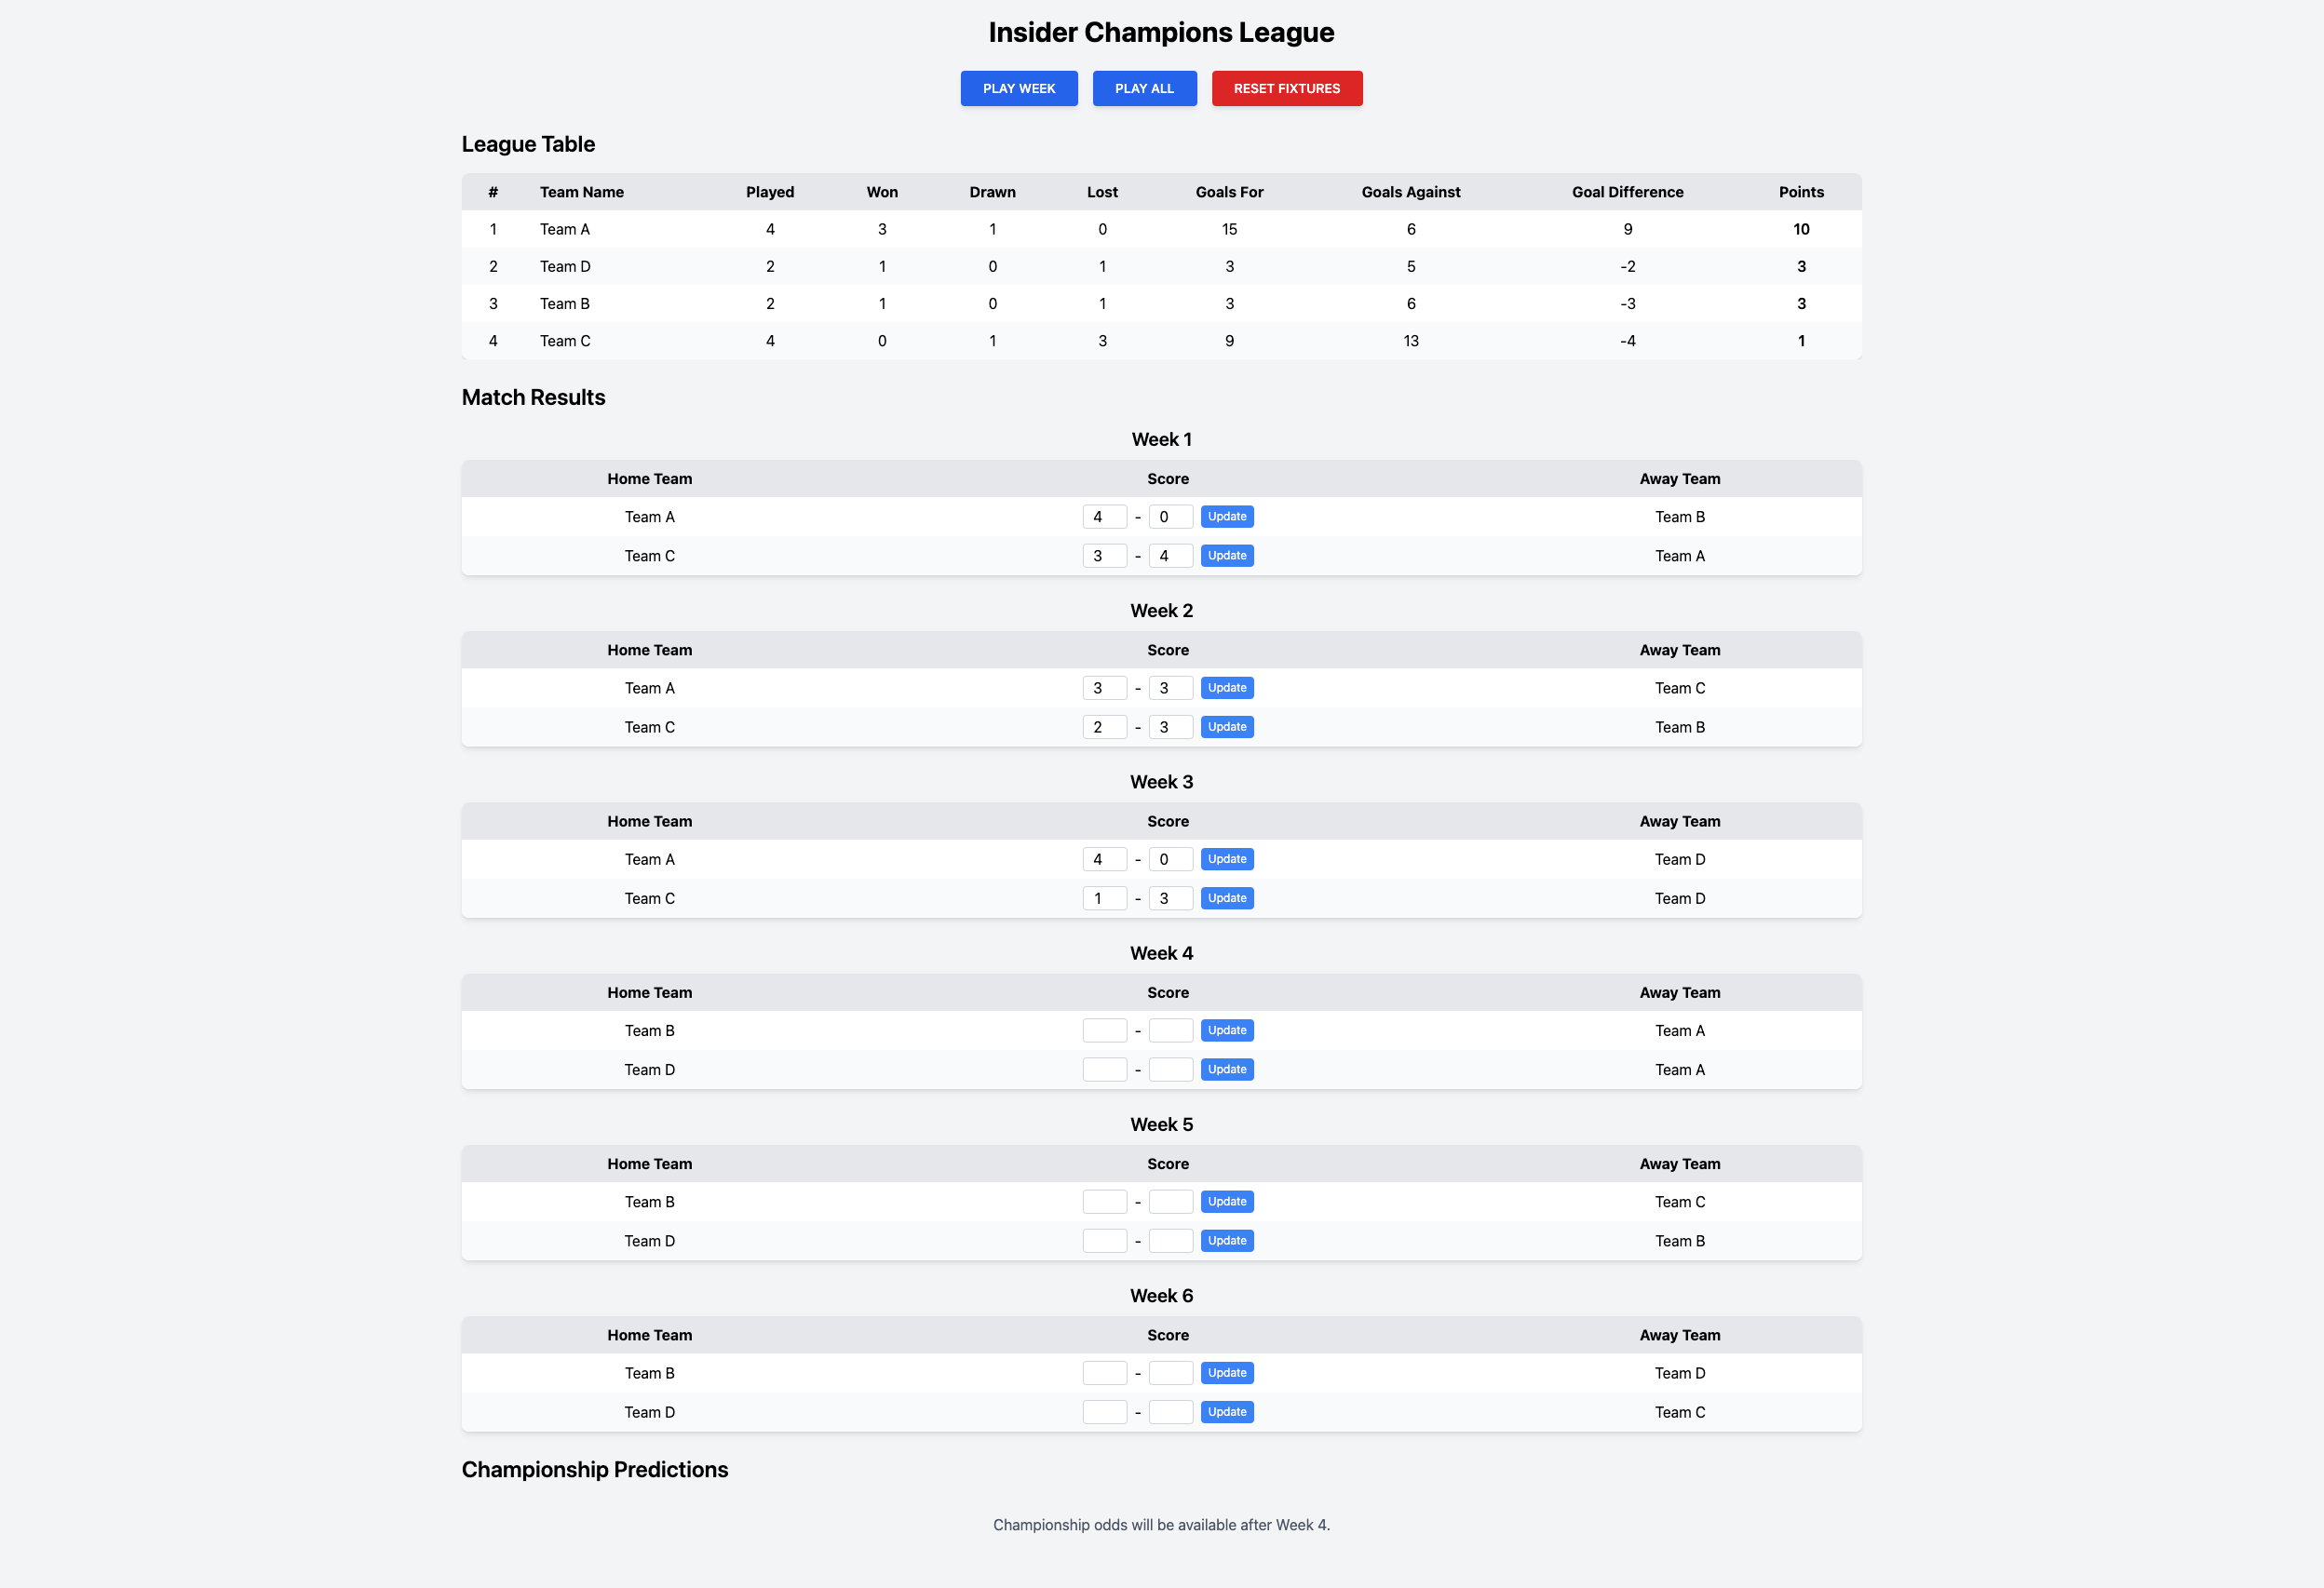 Insider Champions League
PLAY WEEK PLAY ALL RESET FIXTURES
League Table
# Team Name Played Won Drawn Lost Goals For Goals Against Goal Difference Points
1 Team A 4 3 1 0 15 6 9 10
2 Team D 2 1 0 1 3 5 -2 3
3 Team B 2 1 0 1 3 6 -3 3
4 Team C 4 0 1 3 9 13 -4 1
Match Results
Week 1
Home Team Score Away Team
Team A 4 - 0 Update Team B
Team C 3 - 4 Update Team A
Week 2
Home Team Score Away Team
Team A 3 - 3 Update Team C
Team C 2 - 3 Update Team B
Week 3
Home Team Score Away Team
Team A 4 - 0 Update Team D
Team C 1 - 3 Update Team D
Week 4
Home Team Score Away Team
Team B - Update Team A
Team D - Update Team A
Week 5
Home Team Score Away Team
Team B - Update Team C
Team D - Update Team B
Week 6
Home Team Score Away Team
Team B - Update Team D
Team D - Update Team C
Championship Predictions
Championship odds will be available after Week 4.